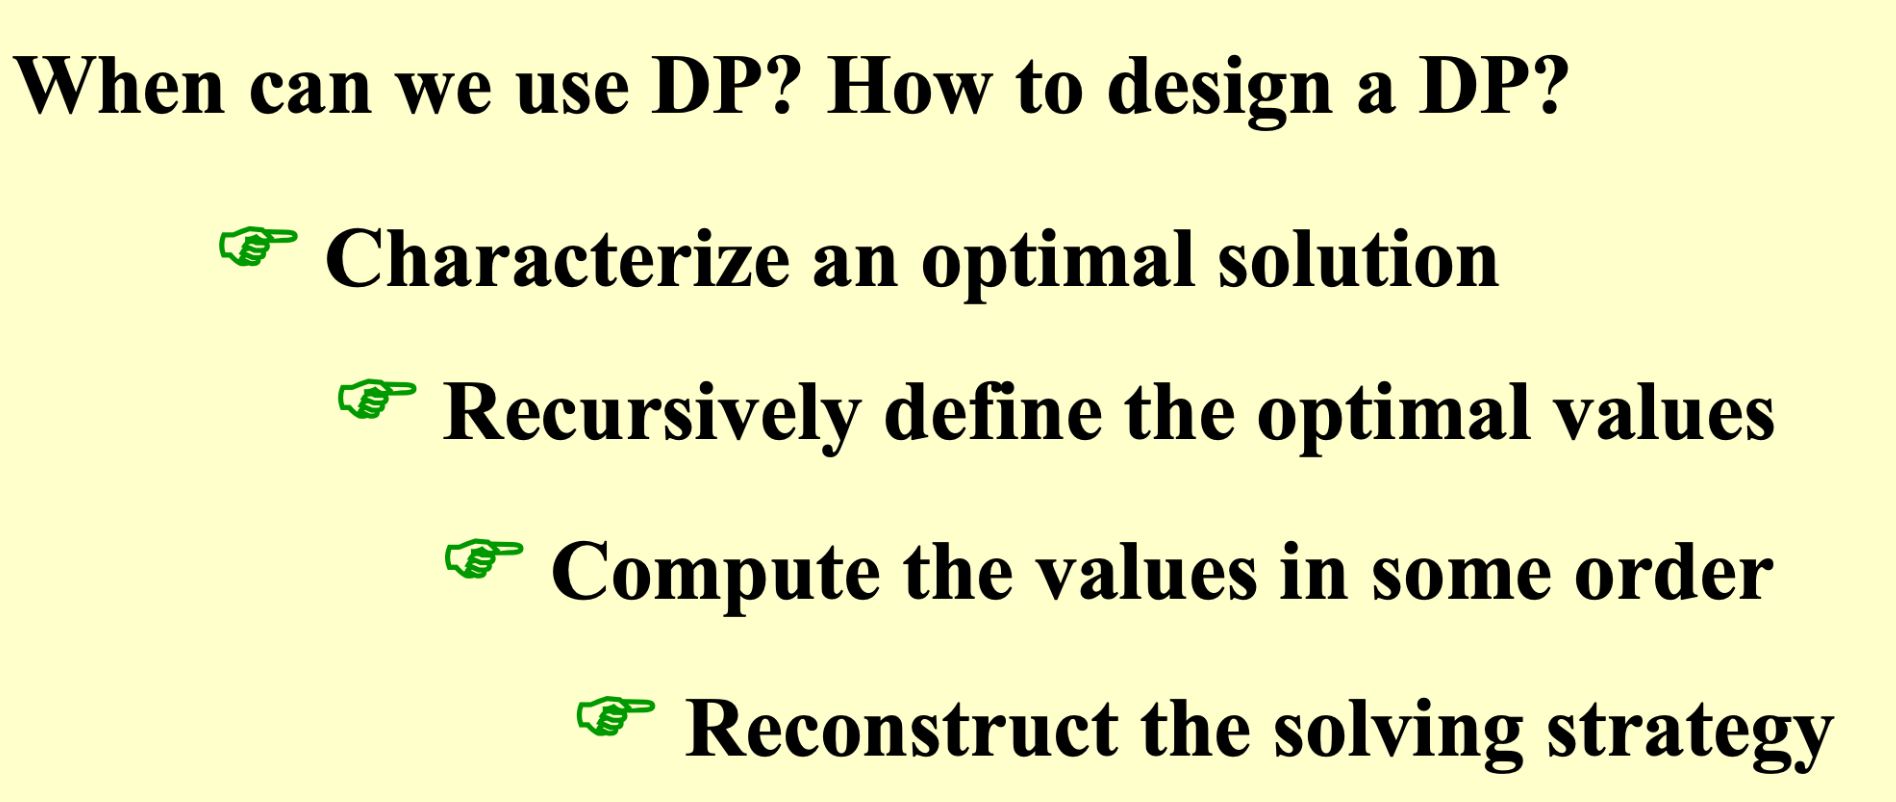 When can we use DP? How to design a DP?
Characterize an optimal solution
Recursively define the optimal values
Compute the values in some order
Reconstruct the solving strategy